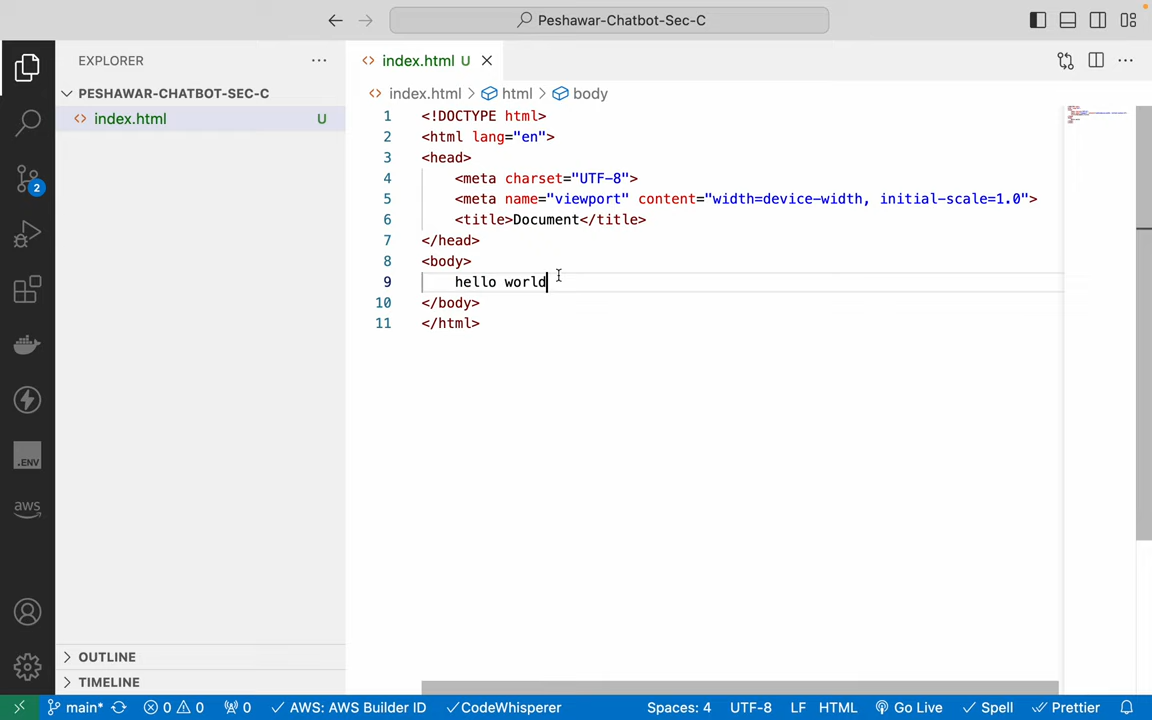 Peshawar-Chatbot-Sec-C
EXPLORER
PESHAWAR-CHATBOT-SEC-C
index.html U
2
.ENV
aws
OUTLINE
TIMELINE
index.html U
index.html > html > body
1 <!DOCTYPE html>
2 <html lang="en">
3 <head>
4 <meta charset="UTF-8">
5 <meta name="viewport" content="width=device-width, initial-scale=1.0">
6 <title>Document</title>
7 </head>
8 <body>
9 hello world
10 </body>
11 </html>
main* 0 0 0 AWS: AWS Builder ID CodeWhisperer Spaces: 4 UTF-8 LF HTML Go Live Spell Prettier